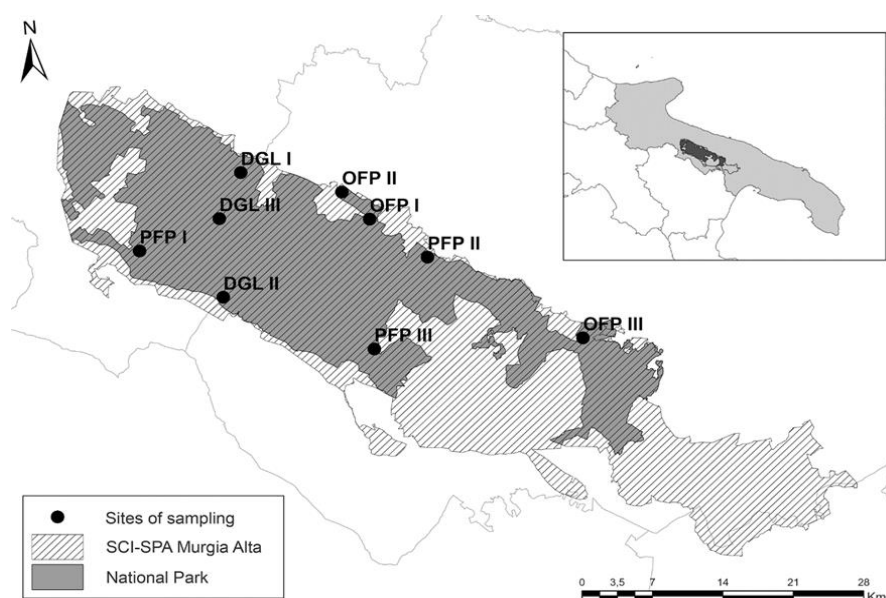 N
DGL I
OFP II
DGL III
OFP I
PFP I
PFP II
DGL II
OFP III
PFP III
Sites of sampling
SCI-SPA Murgia Alta
National Park
0 3,5 7 14 21 28
Km